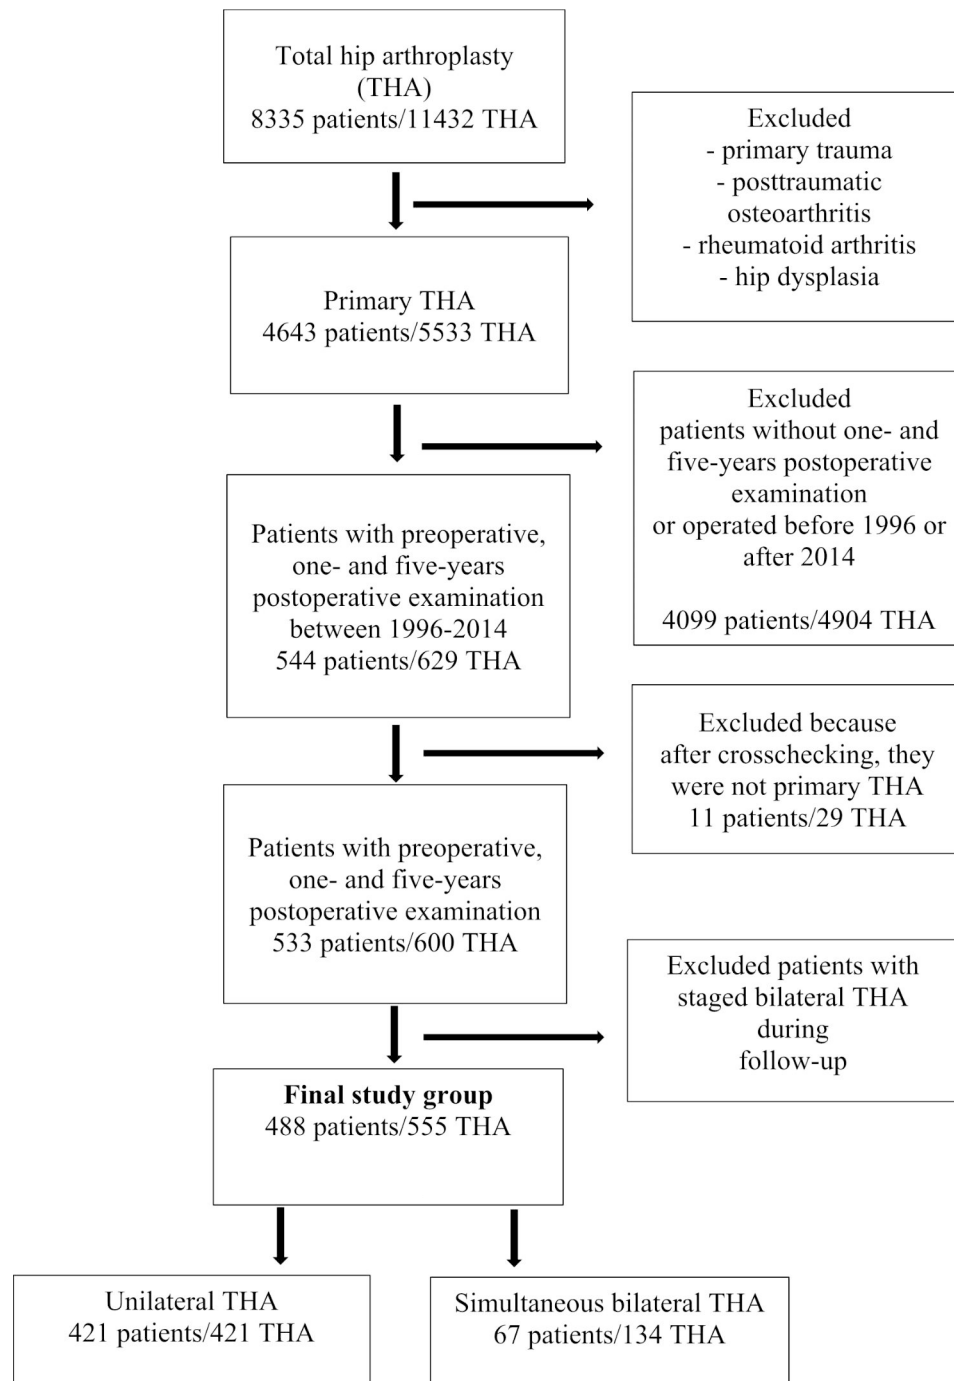 Total hip arthroplasty
(THA)
8335 patients/11432 THA
Excluded
- primary trauma
- posttraumatic
osteoarthritis
- rheumatoid arthritis
- hip dysplasia
Primary THA
4643 patients/5533 THA
Excluded
patients without one- and
five-years postoperative
examination
or operated before 1996 or
after 2014
4099 patients/4904 THA
Patients with preoperative,
one- and five-years
postoperative examination
between 1996-2014
544 patients/629 THA
Excluded because
after crosschecking, they
were not primary THA
11 patients/29 THA
Patients with preoperative,
one- and five-years
postoperative examination
533 patients/600 THA
Excluded patients with
staged bilateral THA
during
follow-up
Final study group
488 patients/555 THA
Unilateral THA
421 patients/421 THA
Simultaneous bilateral THA
67 patients/134 THA